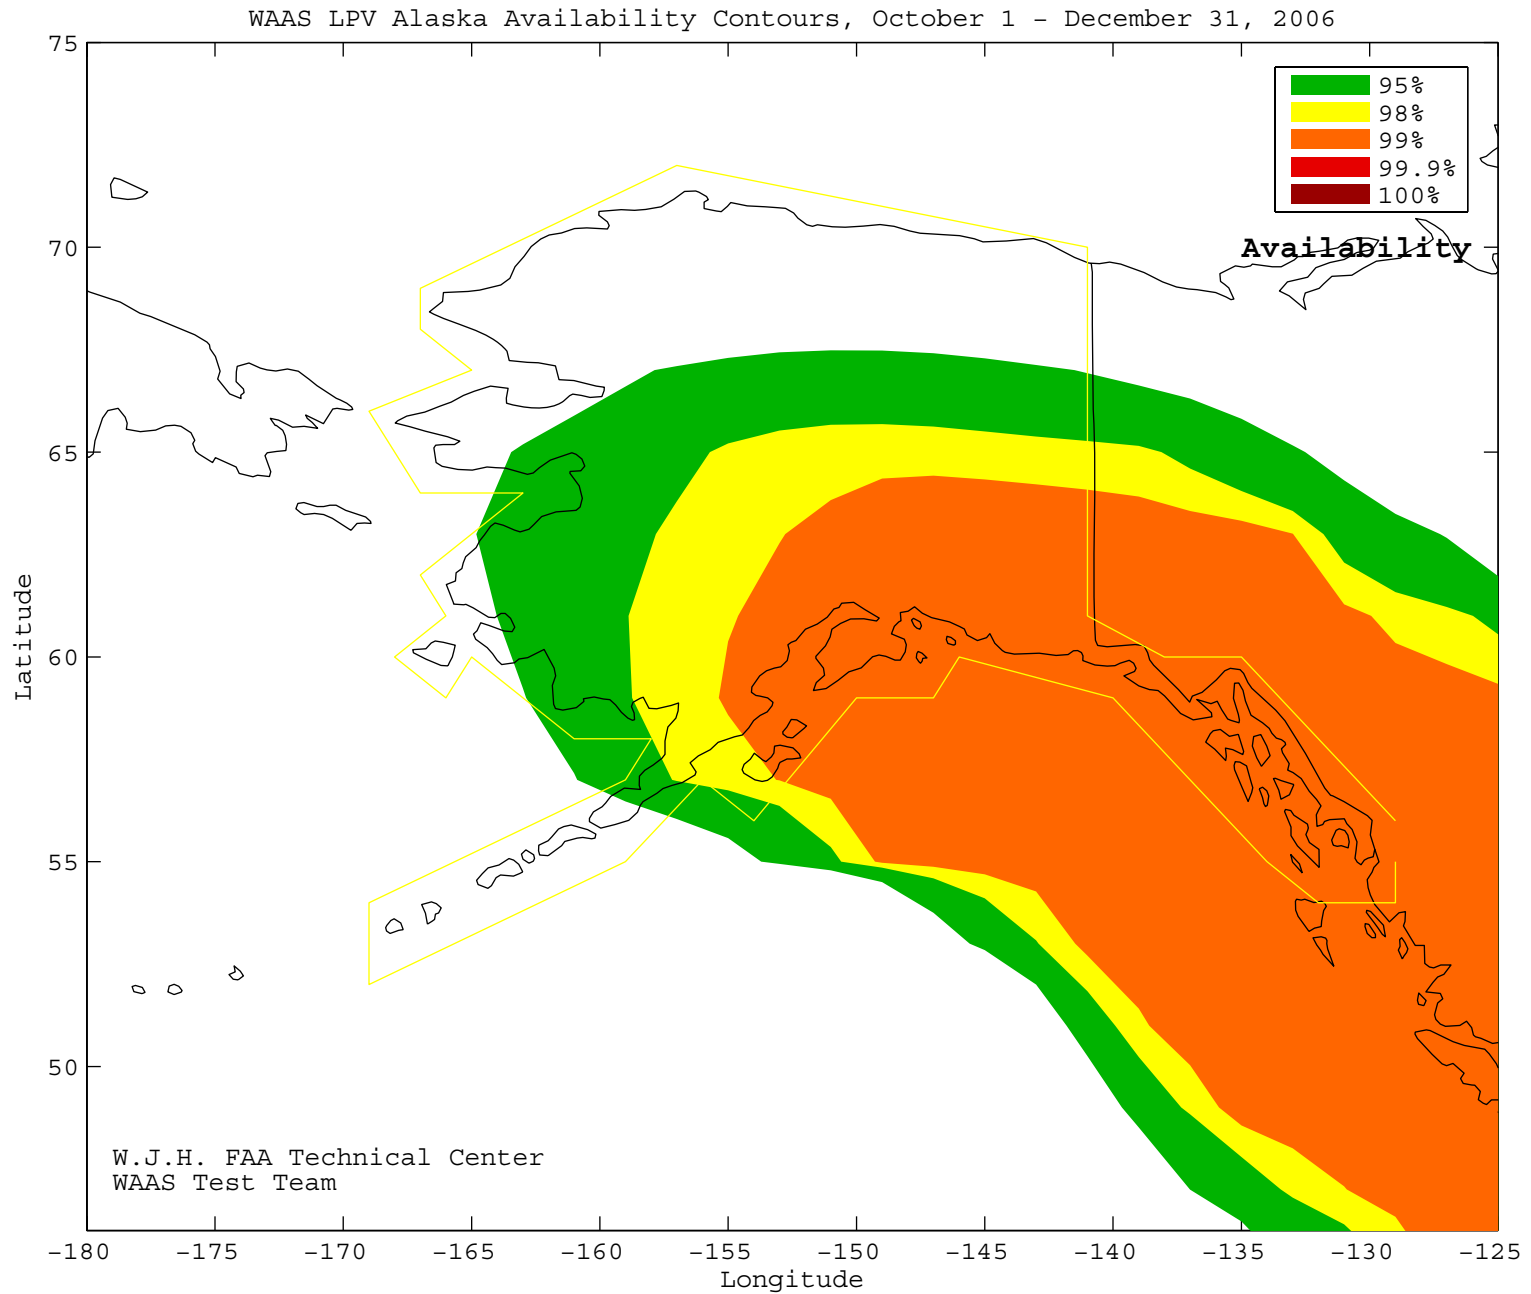 WAAS LPV Alaska Availability Contours, October 1 - December 31, 2006
75
70
65
60
55
50
Latitude
95%
98%
99%
99.9%
100%
Availability
W.J.H. FAA Technical Center
WAAS Test Team
-180 -175 -170 -165 -160 -155 -150 -145 -140 -135 -130 -125
Longitude